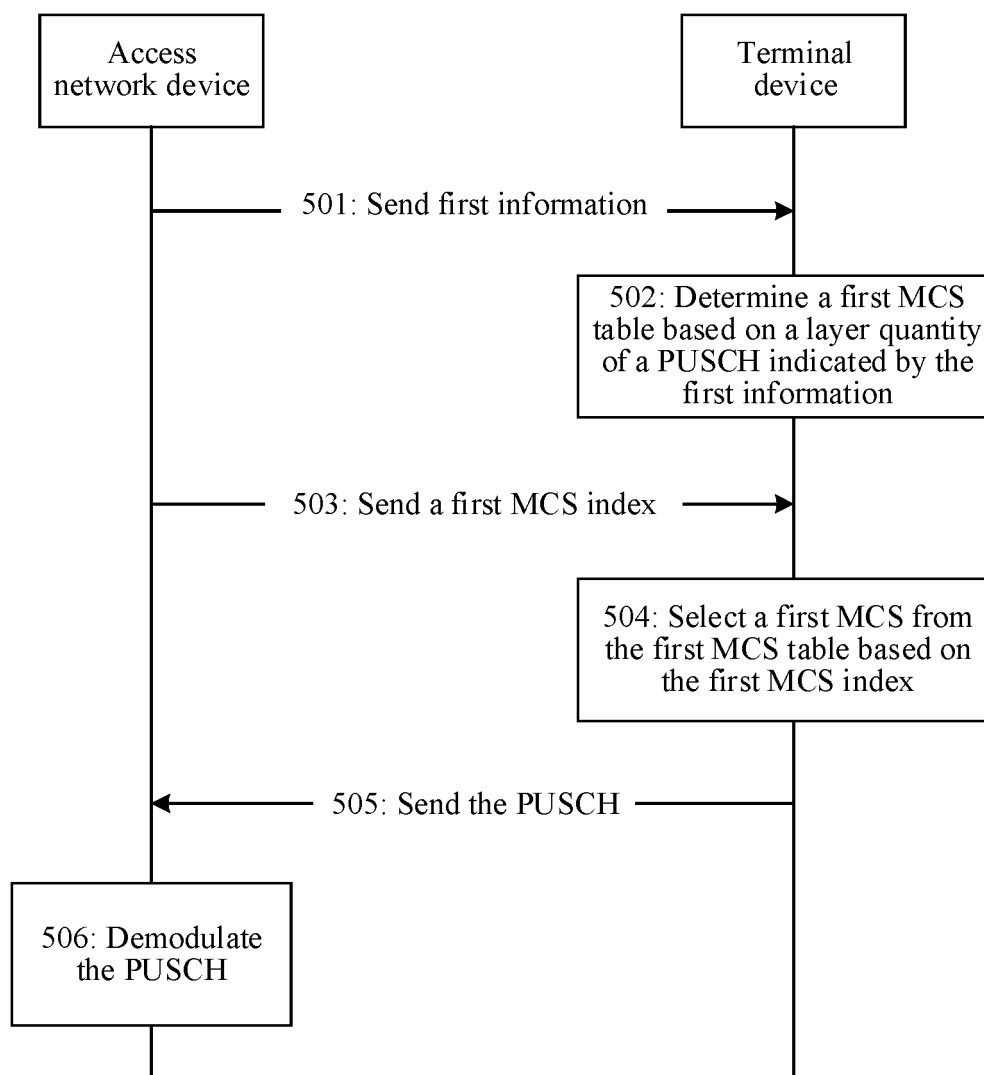 Access
network device
Terminal
device
501: Send first information
502: Determine a first MCS
table based on a layer quantity
of a PUSCH indicated by the
first information
503: Send a first MCS index
504: Select a first MCS from
the first MCS table based on
the first MCS index
505: Send the PUSCH
506: Demodulate
the PUSCH